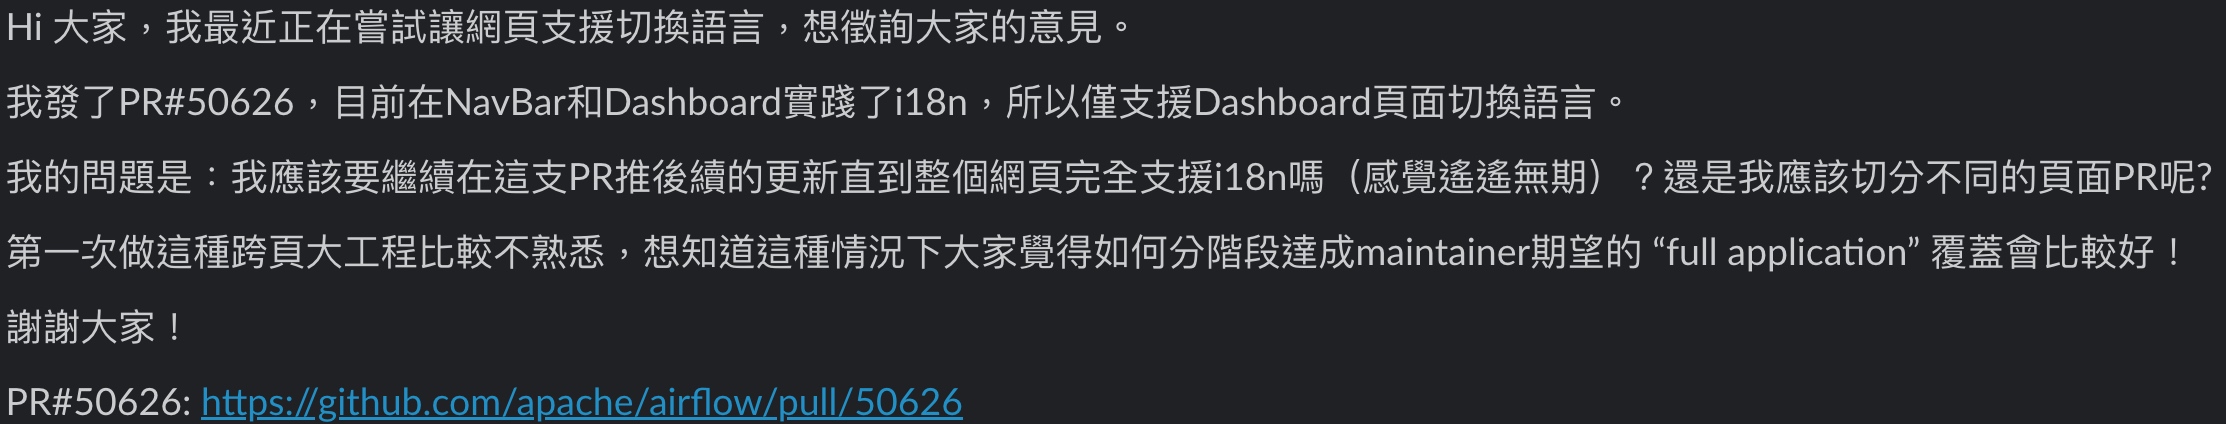 Hi 大家，我最近正在嘗試讓網頁支援切換語言，想徵詢大家的意見。
我發了PR#50626，目前在NavBar和Dashboard實踐了i18n，所以僅支援Dashboard頁面切換語言。
我的問題是：我應該要繼續在這支PR推後續的更新直到整個網頁完全支援i18n嗎（感覺遙遙無期）？還是我應該切分不同的頁面PR呢?
第一次做這種跨頁大工程比較不熟悉，想知道這種情況下大家覺得如何分階段達成maintainer期望的 “full application” 覆蓋會比較好！
謝謝大家！
PR#50626: https://github.com/apache/airflow/pull/50626